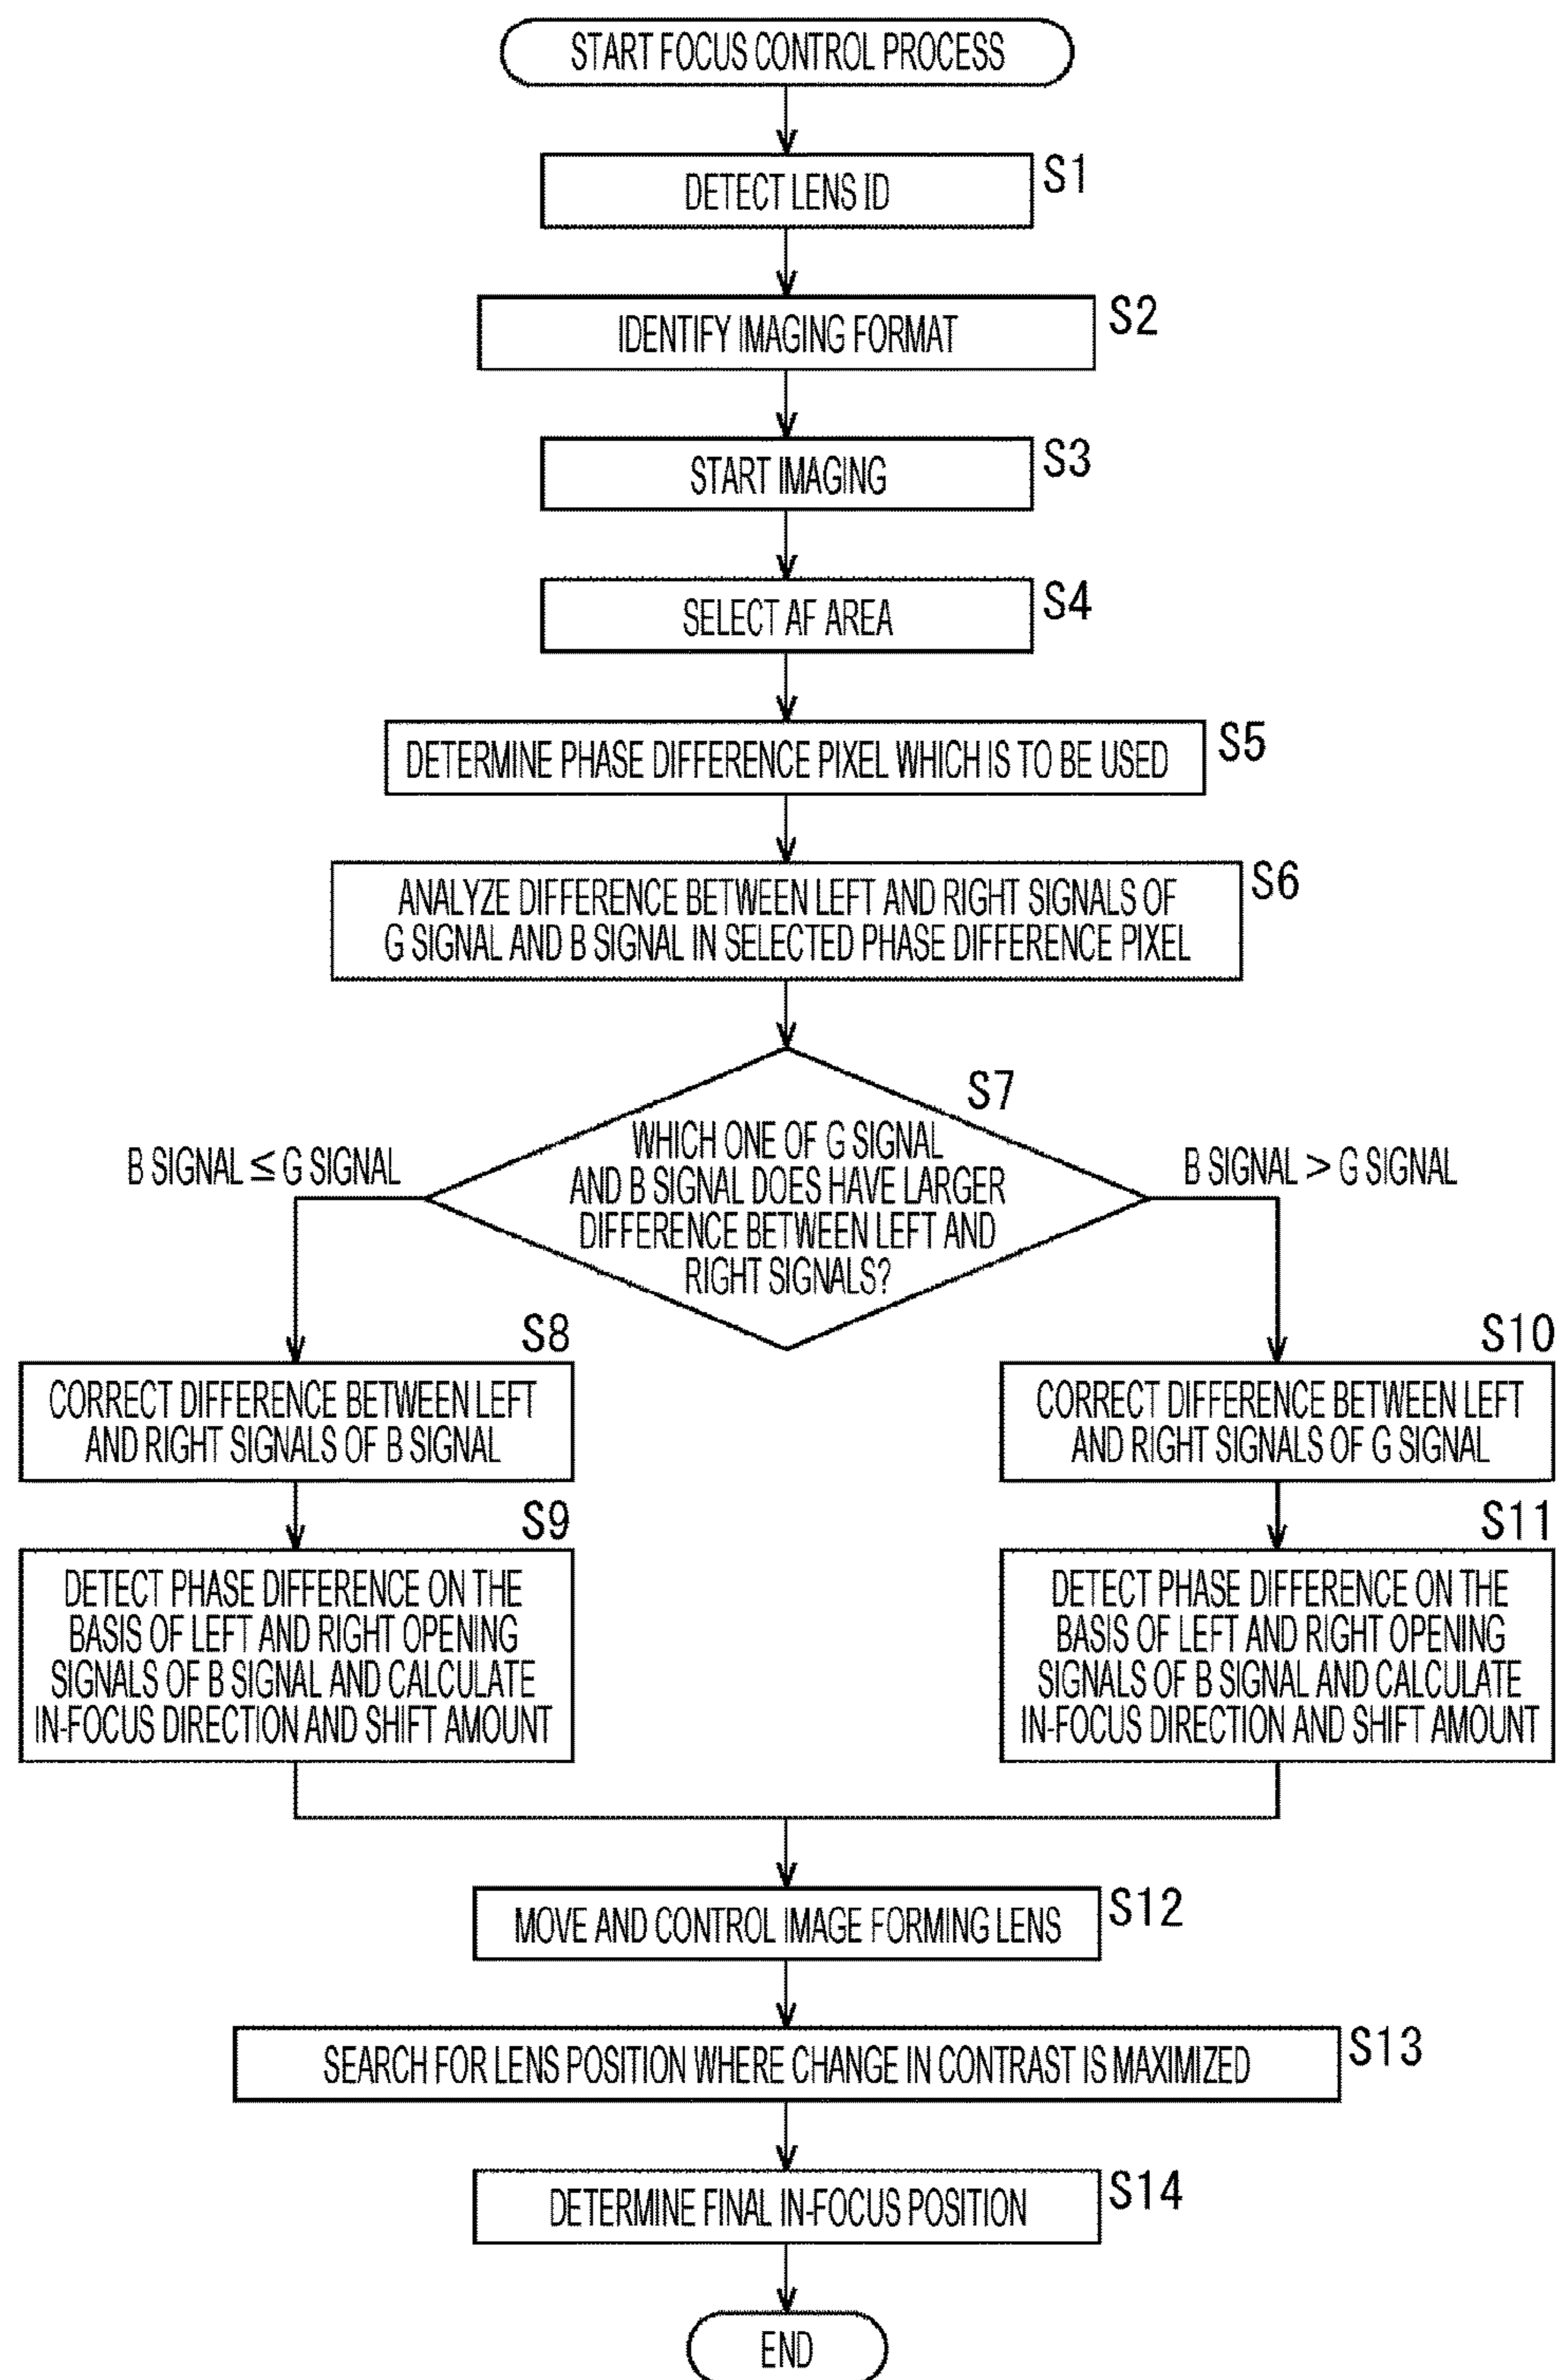 START FOCUS CONTROL PROCESS
S1
DETECT LENS ID
S2
IDENTIFY IMAGING FORMAT
S3
START IMAGING
S4
SELECT AF AREA
S5
DETERMINE PHASE DIFFERENCE PIXEL WHICH IS TO BE USED
S6
ANALYZE DIFFERENCE BETWEEN LEFT AND RIGHT SIGNALS OF
G SIGNAL AND B SIGNAL IN SELECTED PHASE DIFFERENCE PIXEL
S7
WHICH ONE OF G SIGNAL
AND B SIGNAL DOES HAVE LARGER
DIFFERENCE BETWEEN LEFT AND
RIGHT SIGNALS?
B SIGNAL ≤ G SIGNAL
B SIGNAL > G SIGNAL
S8
CORRECT DIFFERENCE BETWEEN LEFT
AND RIGHT SIGNALS OF B SIGNAL
S9
DETECT PHASE DIFFERENCE ON THE
BASIS OF LEFT AND RIGHT OPENING
SIGNALS OF B SIGNAL AND CALCULATE
IN-FOCUS DIRECTION AND SHIFT AMOUNT
S10
CORRECT DIFFERENCE BETWEEN LEFT
AND RIGHT SIGNALS OF G SIGNAL
S11
DETECT PHASE DIFFERENCE ON THE
BASIS OF LEFT AND RIGHT OPENING
SIGNALS OF B SIGNAL AND CALCULATE
IN-FOCUS DIRECTION AND SHIFT AMOUNT
S12
MOVE AND CONTROL IMAGE FORMING LENS
S13
SEARCH FOR LENS POSITION WHERE CHANGE IN CONTRAST IS MAXIMIZED
S14
DETERMINE FINAL IN-FOCUS POSITION
END